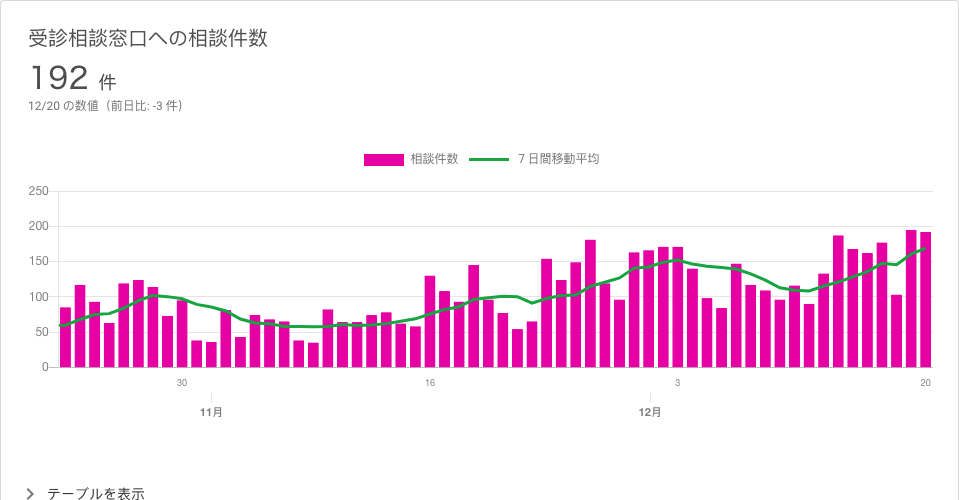 受診相談窓口への相談件数
192 件
12/20 の数値（前日比: -3 件）
相談件数 7 日間移動平均
250
200
150
100
50
0
30 16 3 20
11月 12月
テーブルを表示